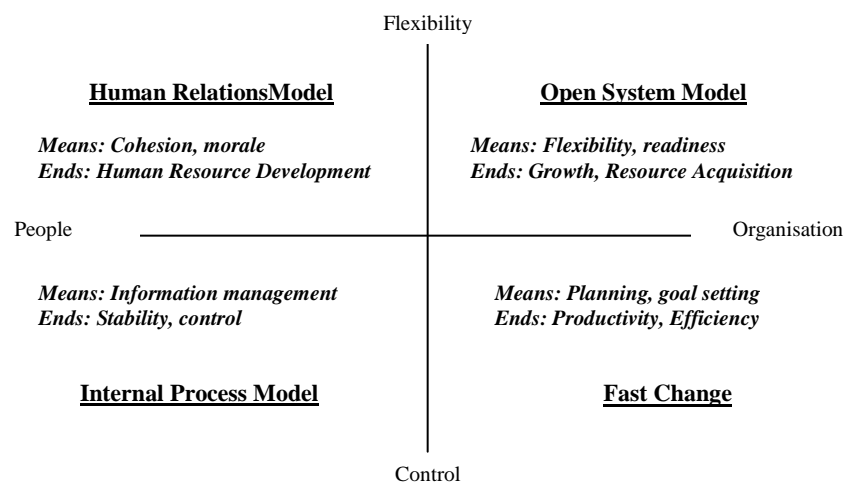 Flexibility
Human RelationsModel
Open System Model
Means: Cohesion, morale
Ends: Human Resource Development
Means: Flexibility, readiness
Ends: Growth, Resource Acquisition
People
Organisation
Means: Information management
Ends: Stability, control
Means: Planning, goal setting
Ends: Productivity, Efficiency
Internal Process Model
Fast Change
Control